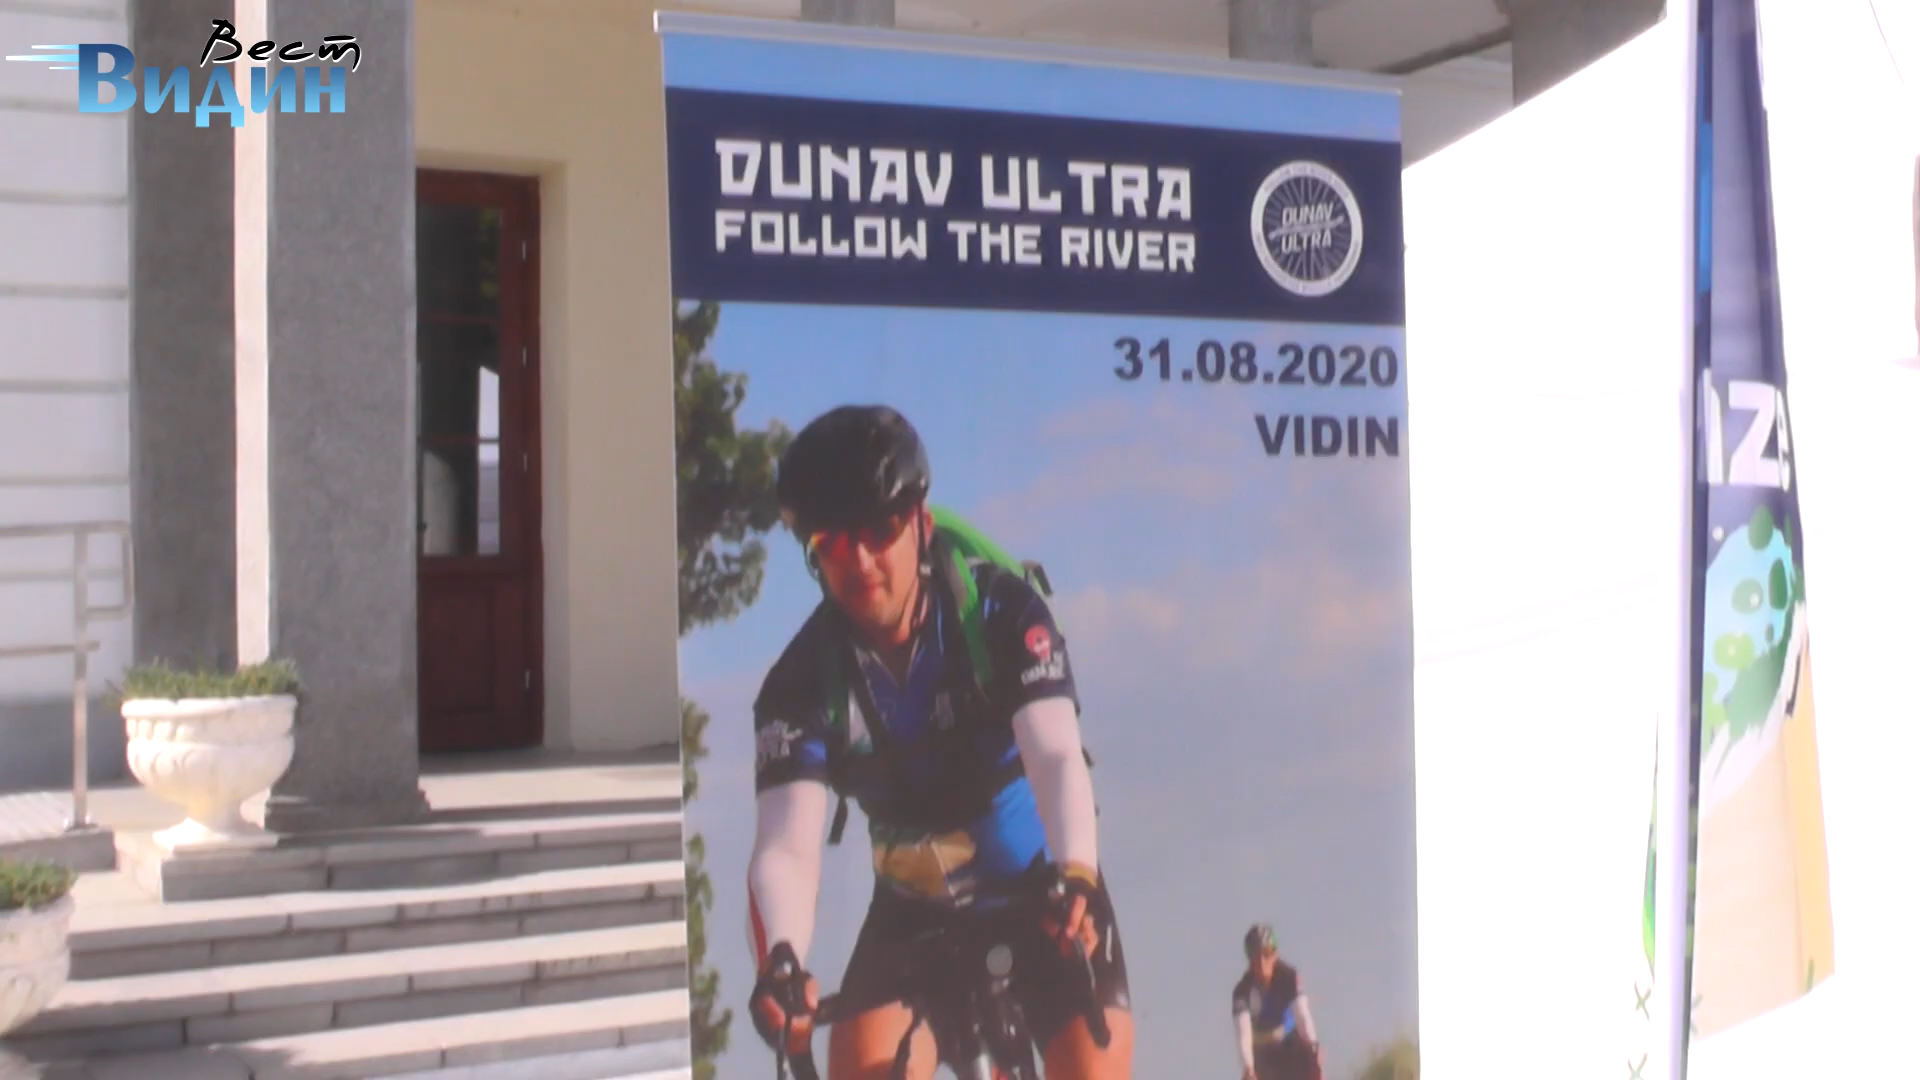 Вест
Видин
DUNAV ULTRA
FOLLOW THE RIVER
DUNAV
ULTRA
31.08.2020
VIDIN